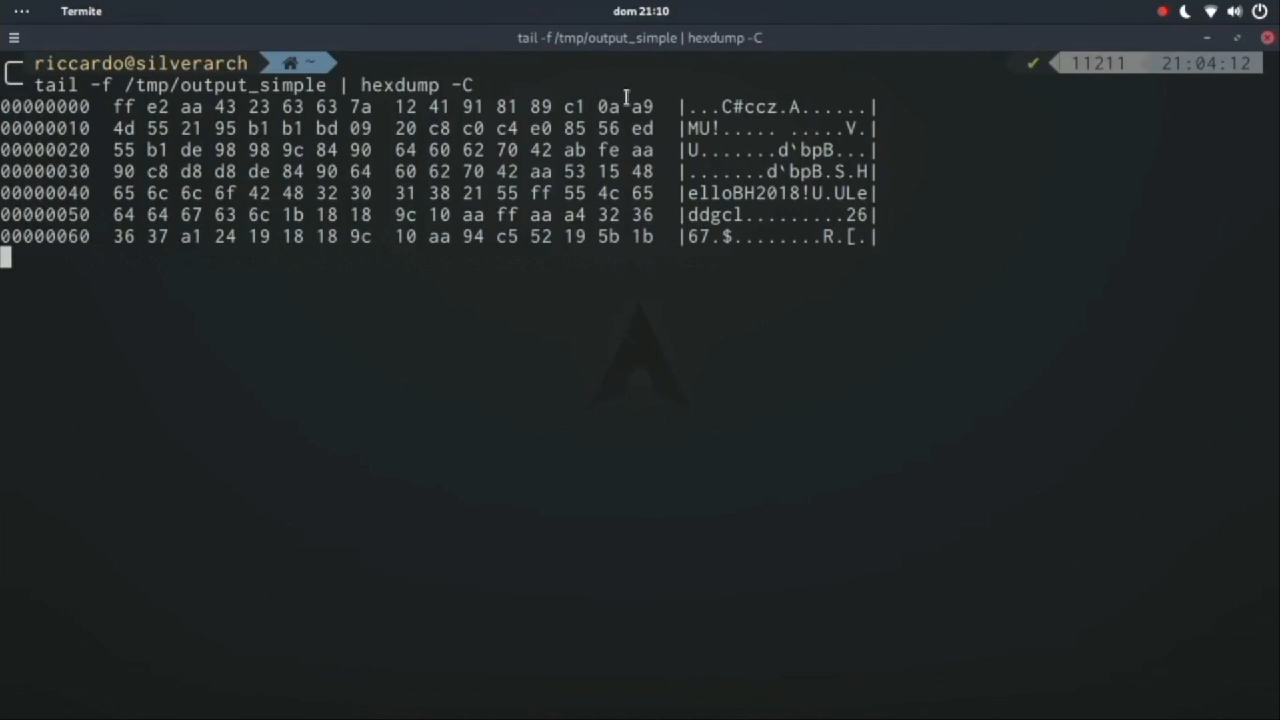 Termite
dom 21:10
tail -f /tmp/output_simple | hexdump -C
riccardo@silverarch ~ ✔ 11211 21:04:12
tail -f /tmp/output_simple | hexdump -C
00000000 ff e2 aa 43 23 63 63 7a 12 41 91 81 89 c1 0a a9 |...C#ccz.A......|
00000010 4d 55 21 95 b1 b1 bd 09 20 c8 c0 c4 e0 85 56 ed |MU!..... .....V.|
00000020 55 b1 de 98 98 9c 84 90 64 60 62 70 42 ab fe aa |U.......d`bpB...|
00000030 90 c8 d8 d8 de 84 90 64 60 62 70 42 aa 53 15 48 |.......d`bpB.S.H|
00000040 65 6c 6c 6f 42 48 32 30 31 38 21 55 ff 55 4c 65 |elloBH2018!U.ULe|
00000050 64 64 67 63 6c 1b 18 18 9c 10 aa ff aa a4 32 36 |ddgcl.........26|
00000060 36 37 a1 24 19 18 18 9c 10 aa 94 c5 52 19 5b 1b |67.$........R.[.|